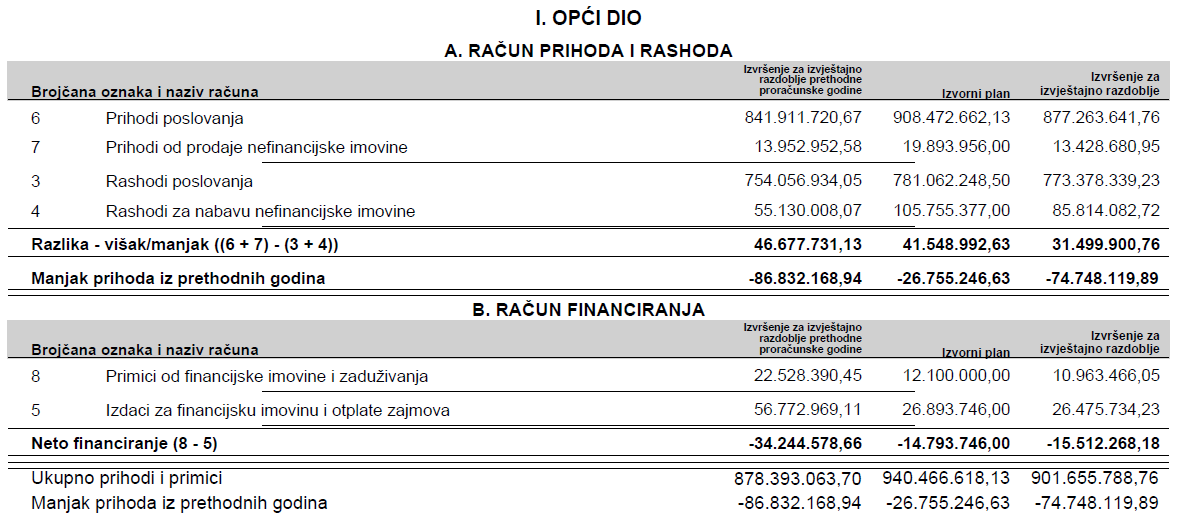 I. OPĆI DIO
A. RAČUN PRIHODA I RASHODA
Brojčana oznaka i naziv računa Izvršenje za izvještajno razdoblje prethodne proračunske godine Izvorni plan Izvršenje za izvještajno razdoblje
6 Prihodi poslovanja 841.911.720,67 908.472.662,13 877.263.641,76
7 Prihodi od prodaje nefinancijske imovine 13.952.952,58 19.893.956,00 13.428.680,95
3 Rashodi poslovanja 754.056.934,05 781.062.248,50 773.378.339,23
4 Rashodi za nabavu nefinancijske imovine 55.130.008,07 105.755.377,00 85.814.082,72
Razlika - višak/manjak ((6 + 7) - (3 + 4)) 46.677.731,13 41.548.992,63 31.499.900,76
Manjak prihoda iz prethodnih godina -86.832.168,94 -26.755.246,63 -74.748.119,89
B. RAČUN FINANCIRANJA
Brojčana oznaka i naziv računa Izvršenje za izvještajno razdoblje prethodne proračunske godine Izvorni plan Izvršenje za izvještajno razdoblje
8 Primici od financijske imovine i zaduživanja 22.528.390,45 12.100.000,00 10.963.466,05
5 Izdaci za financijsku imovinu i otplate zajmova 56.772.969,11 26.893.746,00 26.475.734,23
Neto financiranje (8 - 5) -34.244.578,66 -14.793.746,00 -15.512.268,18
Ukupno prihodi i primici 878.393.063,70 940.466.618,13 901.655.788,76
Manjak prihoda iz prethodnih godina -86.832.168,94 -26.755.246,63 -74.748.119,89